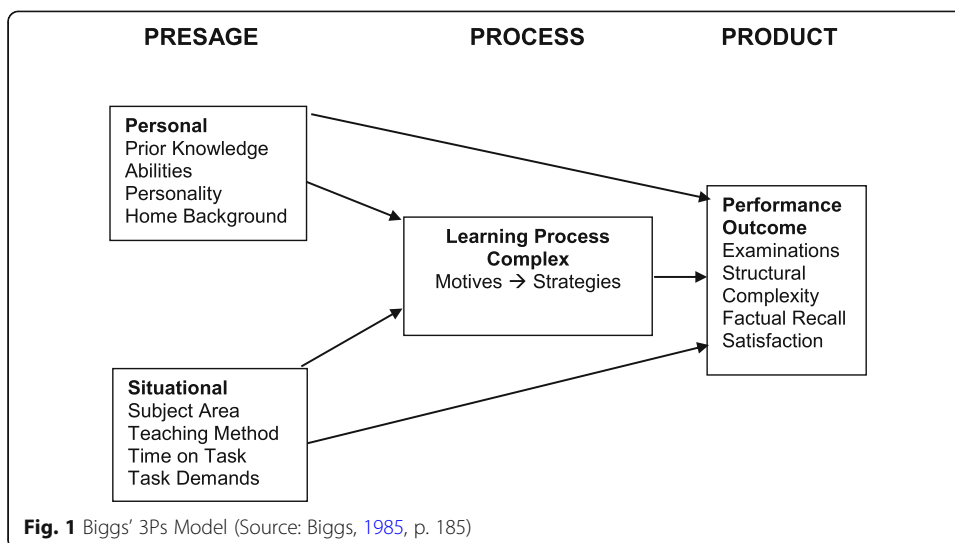 PRESAGE PROCESS PRODUCT
Personal
Prior Knowledge
Abilities
Personality
Home Background
Learning Process
Complex
Motives → Strategies
Performance
Outcome
Examinations
Structural
Complexity
Factual Recall
Satisfaction
Situational
Subject Area
Teaching Method
Time on Task
Task Demands
Fig. 1 Biggs’ 3Ps Model (Source: Biggs, 1985, p. 185)